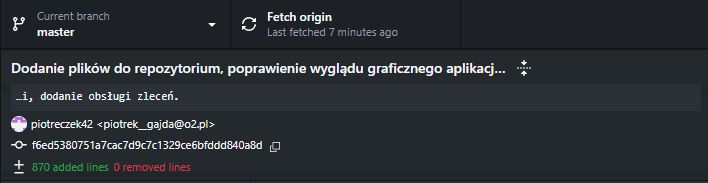 Current branch
master
Fetch origin
Last fetched 7 minutes ago
Dodanie plików do repozytorium, poprawienie wyglądu graficznego aplikacj...
…i, dodanie obsługi zleceń.
piotreczek42 <piotrek_gajda@o2.pl>
f6ed5380751a7cac7d9c7c1329ce6bfddd840a8d
870 added lines 0 removed lines